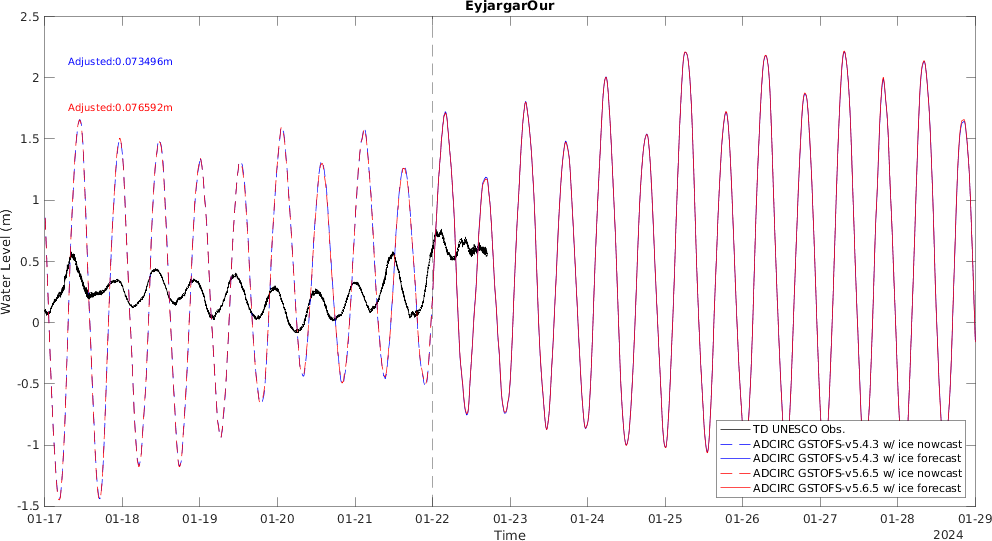 EyjargarOur
2.5
2
1.5
1
0.5
0
-0.5
-1
-1.5
Water Level (m)
Adjusted:0.073496m
Adjusted:0.076592m
TD UNESCO Obs.
ADCIRC GSTOFS-v5.4.3 w/ ice nowcast
ADCIRC GSTOFS-v5.4.3 w/ ice forecast
ADCIRC GSTOFS-v5.6.5 w/ ice nowcast
ADCIRC GSTOFS-v5.6.5 w/ ice forecast
01-17 01-18 01-19 01-20 01-21 01-22 01-23 01-24 01-25 01-26 01-27 01-28 01-29
Time
2024